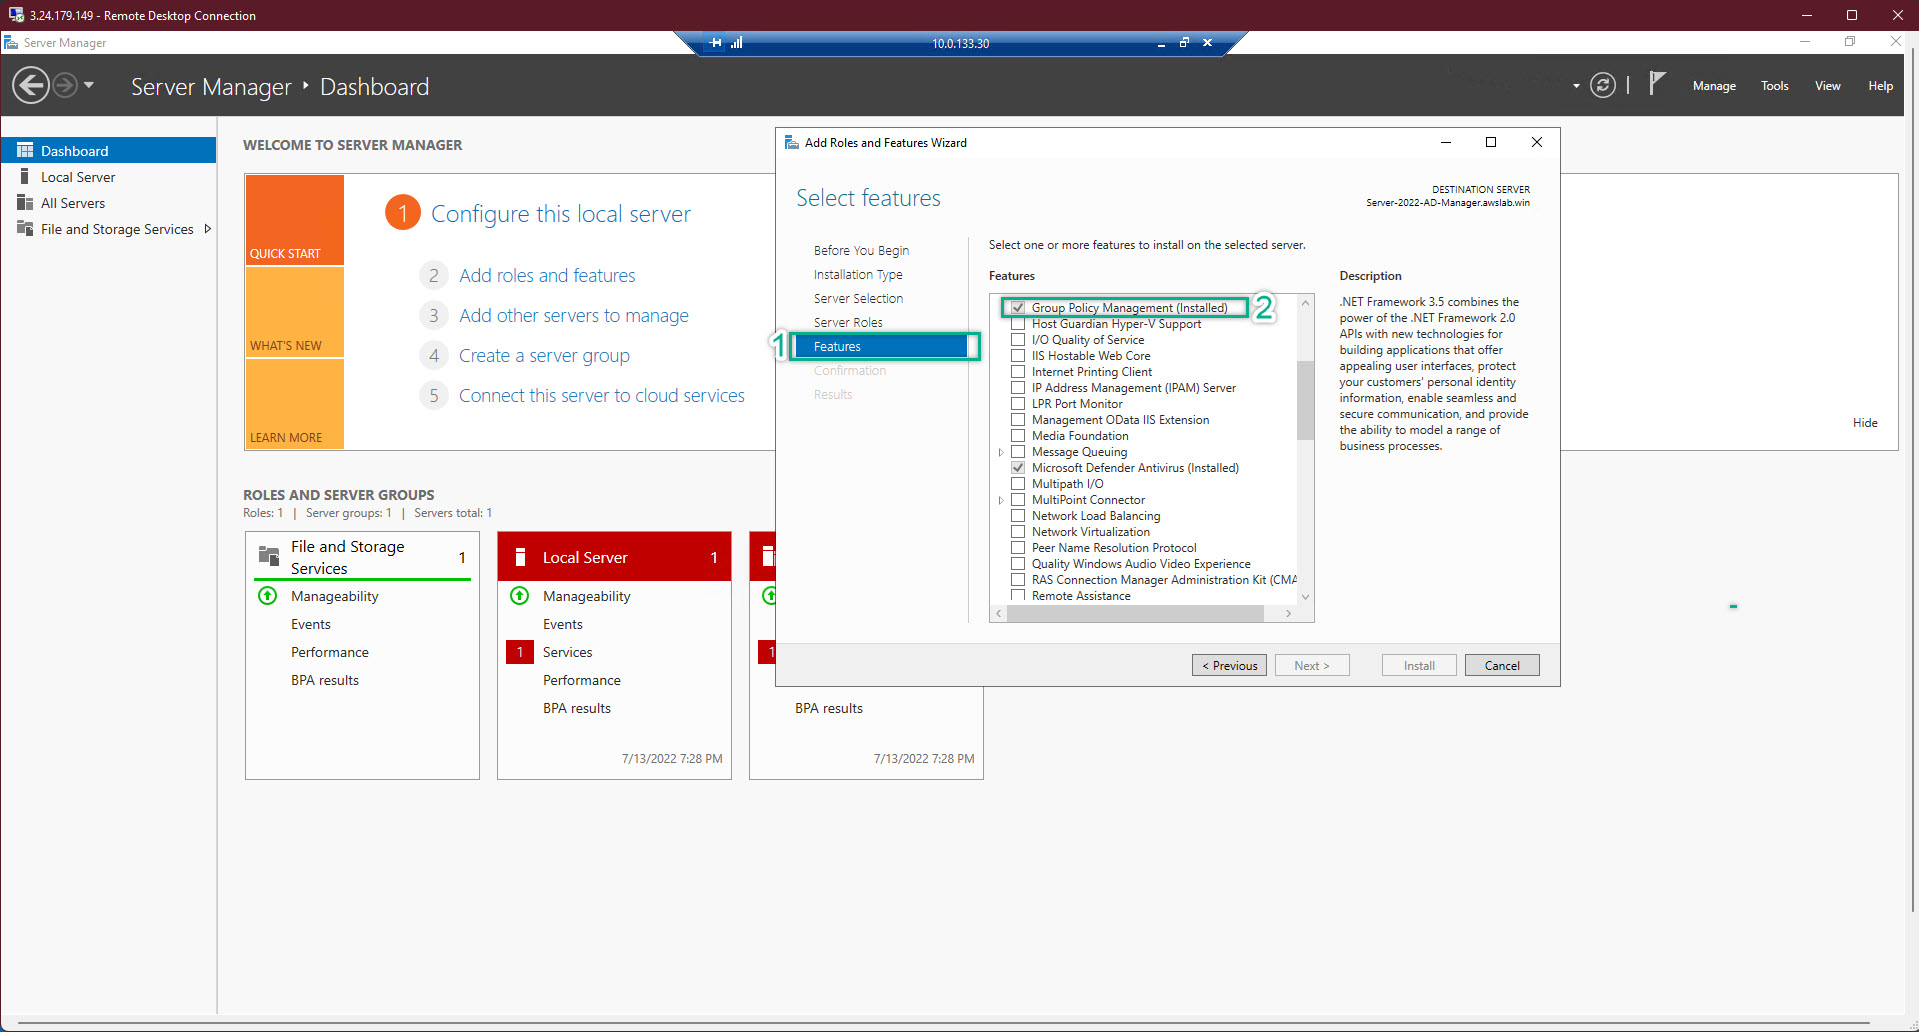 3.24.179.149 - Remote Desktop Connection
Server Manager
10.0.133.30
Server Manager
Dashboard
Manage
Tools
View
Help
Dashboard
Local Server
All Servers
File and Storage Services
WELCOME TO SERVER MANAGER
QUICK START
WHAT'S NEW
LEARN MORE
1 Configure this local server
2 Add roles and features
3 Add other servers to manage
4 Create a server group
5 Connect this server to cloud services
Hide
ROLES AND SERVER GROUPS
Roles: 1 | Server groups: 1 | Servers total: 1
File and Storage
Services
1
Manageability
Events
Performance
BPA results
Local Server 1
Manageability
Events
1 Services
Performance
BPA results
7/13/2022 7:28 PM
1
BPA results
7/13/2022 7:28 PM
Add Roles and Features Wizard
Select features
DESTINATION SERVER
Server-2022-AD-Manager.awslab.win
Before You Begin
Installation Type
Server Selection
Server Roles
1
Features
Confirmation
Results
Select one or more features to install on the selected server.
Features
Group Policy Management (Installed)
2
Host Guardian Hyper-V Support
I/O Quality of Service
IIS Hostable Web Core
Internet Printing Client
IP Address Management (IPAM) Server
LPR Port Monitor
Management OData IIS Extension
Media Foundation
Message Queuing
Microsoft Defender Antivirus (Installed)
Multipath I/O
MultiPoint Connector
Network Load Balancing
Network Virtualization
Peer Name Resolution Protocol
Quality Windows Audio Video Experience
RAS Connection Manager Administration Kit (CMA
Remote Assistance
Description
.NET Framework 3.5 combines the
power of the .NET Framework 2.0
APIs with new technologies for
building applications that offer
appealing user interfaces, protect
your customers' personal identity
information, enable seamless and
secure communication, and provide
the ability to model a range of
business processes.
< Previous
Next >
Install
Cancel